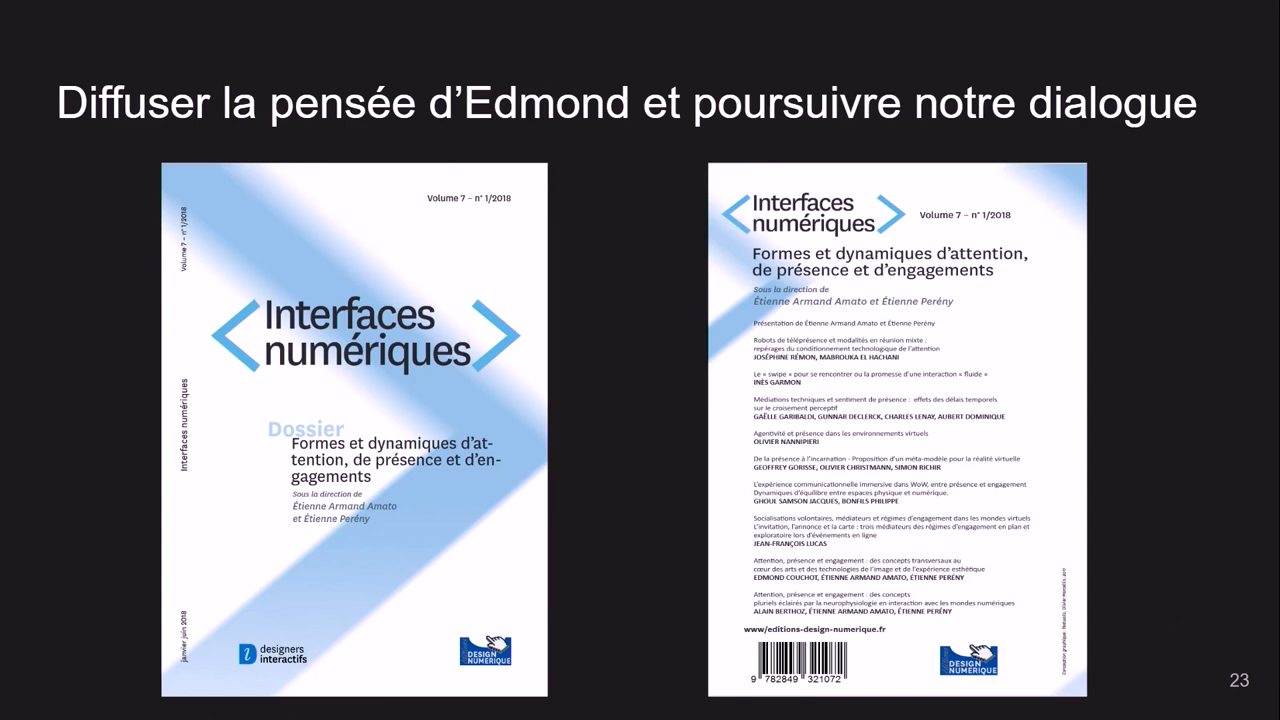 Diffuser la pensée d’Edmond et poursuivre notre dialogue
Volume 7 – n° 1/2018
Volume 7 – n° 1/2018
Interfaces
numériques
Interfaces numériques
Dossier
Formes et dynamiques d’at-
tention, de présence et d’en-
gagements
Sous la direction de
Étienne Armand Amato
et Étienne Perény
janvier juin 2018
designers
interactifs
DESIGN
NUMÉRIQUE
Interfaces
numériques
Volume 7 – n° 1/2018
Formes et dynamiques d’attention,
de présence et d’engagements
Sous la direction de
Étienne Armand Amato et Étienne Perény
Présentation de Étienne Armand Amato et Étienne Perény
Robots de téléprésence et modalités en réunion mixte :
repérages du conditionnement technologique de l’attention
JOSÉPHINE RÉMON, MABROUKA EL HACHANI
Le « swipe » pour se rencontrer ou la promesse d’une interaction « fluide »
INÈS GARMON
Médiations techniques et sentiment de présence : effets des délais temporels
sur le croisement perceptif
GAËLLE GARIBALDI, GUNNAR DECLERCK, CHARLES LENAY, AUBERT DOMINIQUE
Agentivité et présence dans les environnements virtuels
OLIVIER NANNIPIERI
De la présence à l’incarnation - Proposition d’un méta-modèle pour la réalité virtuelle
GEOFFREY GORISSE, OLIVIER CHRISTMANN, SIMON RICHIR
L’expérience communicationnelle immersive dans WoW, entre présence et engagement
Dynamiques d’équilibre entre espaces physique et numérique.
GHOUL SAMSON JACQUES, BONFILS PHILIPPE
Socialisations volontaires, médiateurs et régimes d’engagement dans les mondes virtuels
L’invitation, l’annonce et la carte : trois médiateurs des régimes d’engagement en plan et
exploratoire lors d’événements en ligne
JEAN-FRANÇOIS LUCAS
Attention, présence et engagement : des concepts transversaux au
cœur des arts et des technologies de l’image et de l’expérience esthétique
EDMOND COUCHOT, ÉTIENNE ARMAND AMATO, ÉTIENNE PERÉNY
Attention, présence et engagement : des concepts
pluriels éclairés par la neurophysiologie en interaction avec les mondes numériques
ALAIN BERTHOZ, ÉTIENNE ARMAND AMATO, ÉTIENNE PERÉNY
www/editions-design-numerique.fr
9 782849 321072
DESIGN
NUMÉRIQUE
Conception graphique :
23